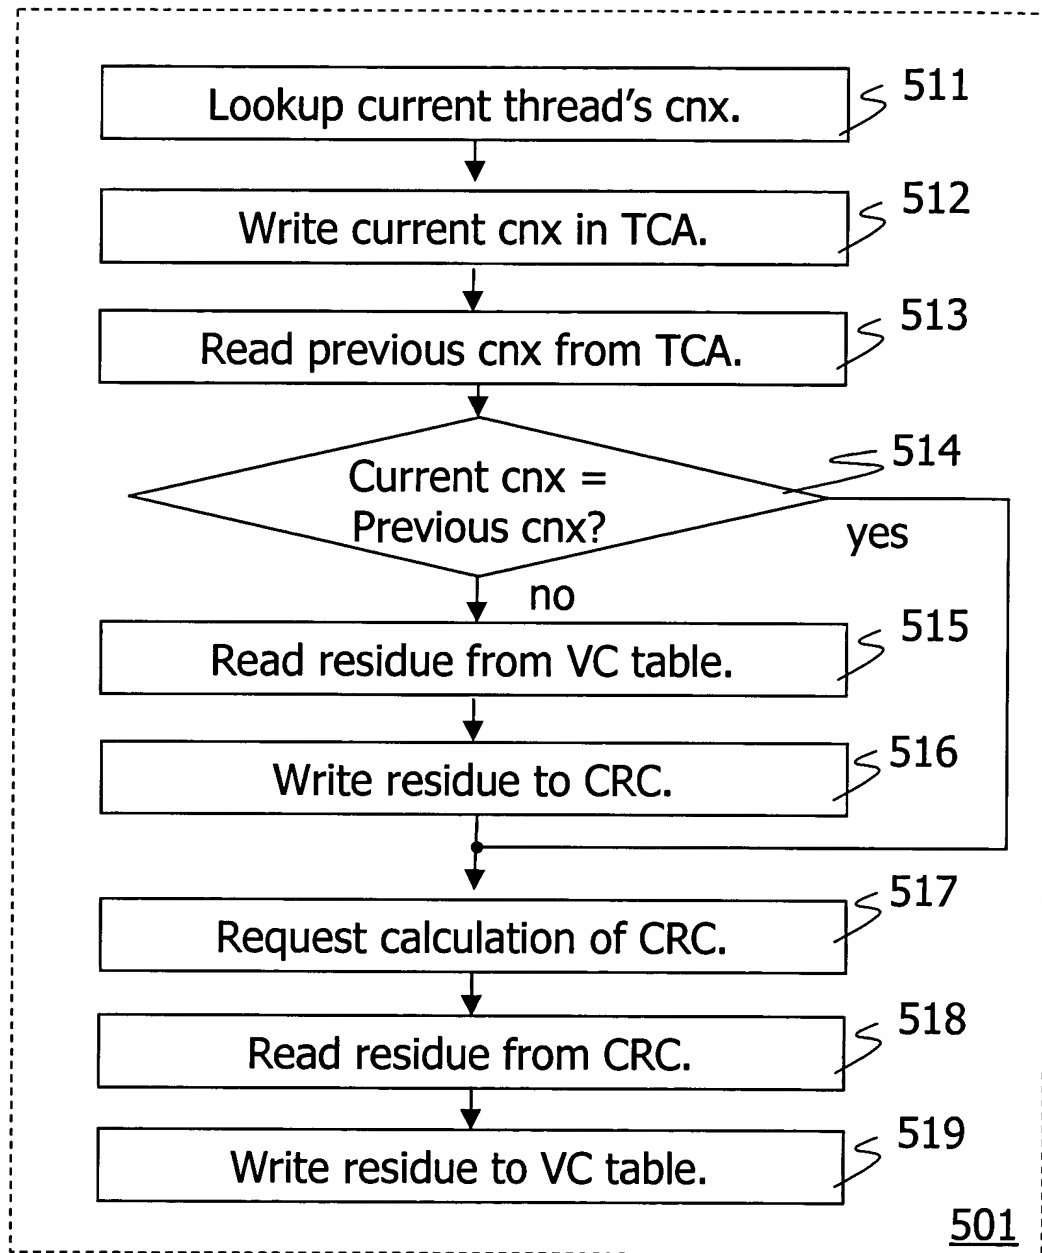 Lookup current thread's cnx.
511
Write current cnx in TCA.
512
Read previous cnx from TCA.
513
Current cnx =
Previous cnx?
514
yes
no
Read residue from VC table.
515
Write residue to CRC.
516
Request calculation of CRC.
517
Read residue from CRC.
518
Write residue to VC table.
519
501